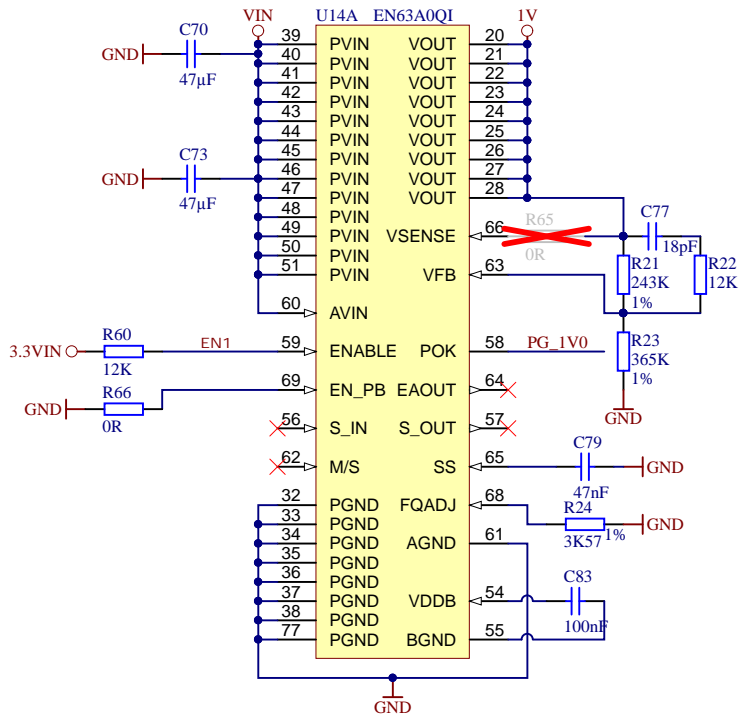 VIN U14A EN63A0QI 1V
C70 39 PVIN VOUT 20
GND 40 PVIN VOUT 21
47µF 41 PVIN VOUT 22
42 PVIN VOUT 23
43 PVIN VOUT 24
44 PVIN VOUT 25
C73 45 PVIN VOUT 26
GND 46 PVIN VOUT 27
47µF 47 PVIN VOUT 28
48 PVIN R65 C77
49 PVIN VSENSE 66 18pF
50 PVIN 0R R21 R22
51 PVIN VFB 63 243K 12K
1%
60 AVIN
R60 R23
3.3VIN EN1 59 ENABLE POK 58 PG_1V0 365K
12K 1%
R66 69 EN_PB EAOUT 64
GND GND
0R 56 S_IN S_OUT 57
C79
62 M/S SS 65 GND
47nF
32 PGND FQADJ 68 R24
33 PGND GND
34 PGND AGND 61 3K57 1%
35 PGND
36 PGND C83
37 PGND VDDB 54
38 PGND 100nF
77 PGND BGND 55
GND